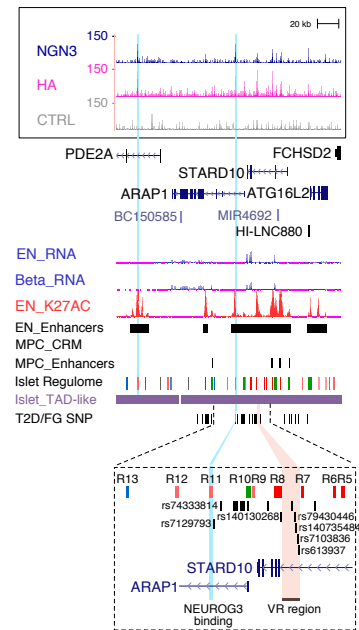 20 kb
NGN3 150
HA 150
CTRL 150
PDE2A FCHSD2
STARD10
ARAP1 ATG16L2
BC150585 MIR4692
HI-LNC880
EN_RNA
Beta_RNA
EN_K27AC
EN_Enhancers
MPC_CRM
MPC_Enhancers
Islet Regulome
Islet_TAD-like
T2D/FG SNP
R13 R12 R11 R10 R9 R8 R7 R6 R5
rs74333814 rs79430446
rs7129793 rs140130268 rs140735484
rs7103836
rs613937
STARD10
ARAP1
NEUROG3 VR region
binding